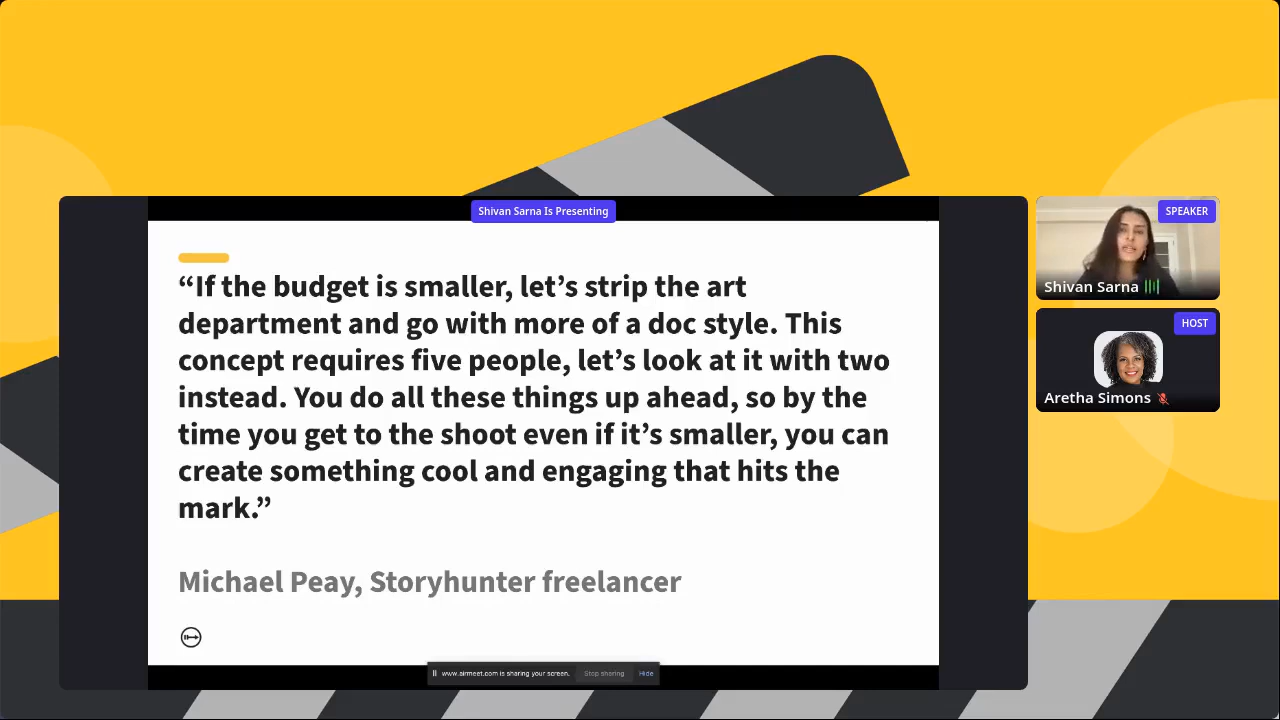 Shivan Sarna Is Presenting
“If the budget is smaller, let’s strip the art
department and go with more of a doc style. This
concept requires five people, let’s look at it with two
instead. You do all these things up ahead, so by the
time you get to the shoot even if it’s smaller, you can
create something cool and engaging that hits the
mark.”
Michael Peay, Storyhunter freelancer
www.airmeet.com is sharing your screen.
Stop sharing
Hide
SPEAKER
Shivan Sarna
HOST
Aretha Simons